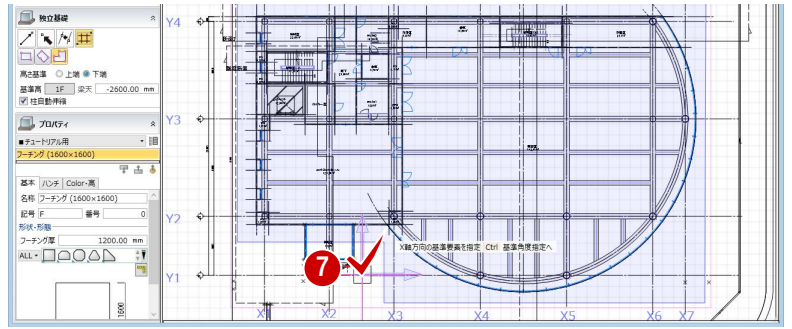 独立基礎
高さ基準 上端 下端
基準高 1F 梁天 -2600.00 mm
柱自動伸縮
プロパティ
■チュートリアル用
フーチング (1600×1600)
基本 ハンチ Color・高
名称 フーチング (1600×1600)
記号 F 番号 0
形状・形態
フーチング厚 1200.00 mm
ALL
1600
Y4
Y3
Y2
Y1
7
X軸方向の基準要素を指定 Ctrl 基準角度指定へ
X1 X2 X3 X4 X5 X6 X7